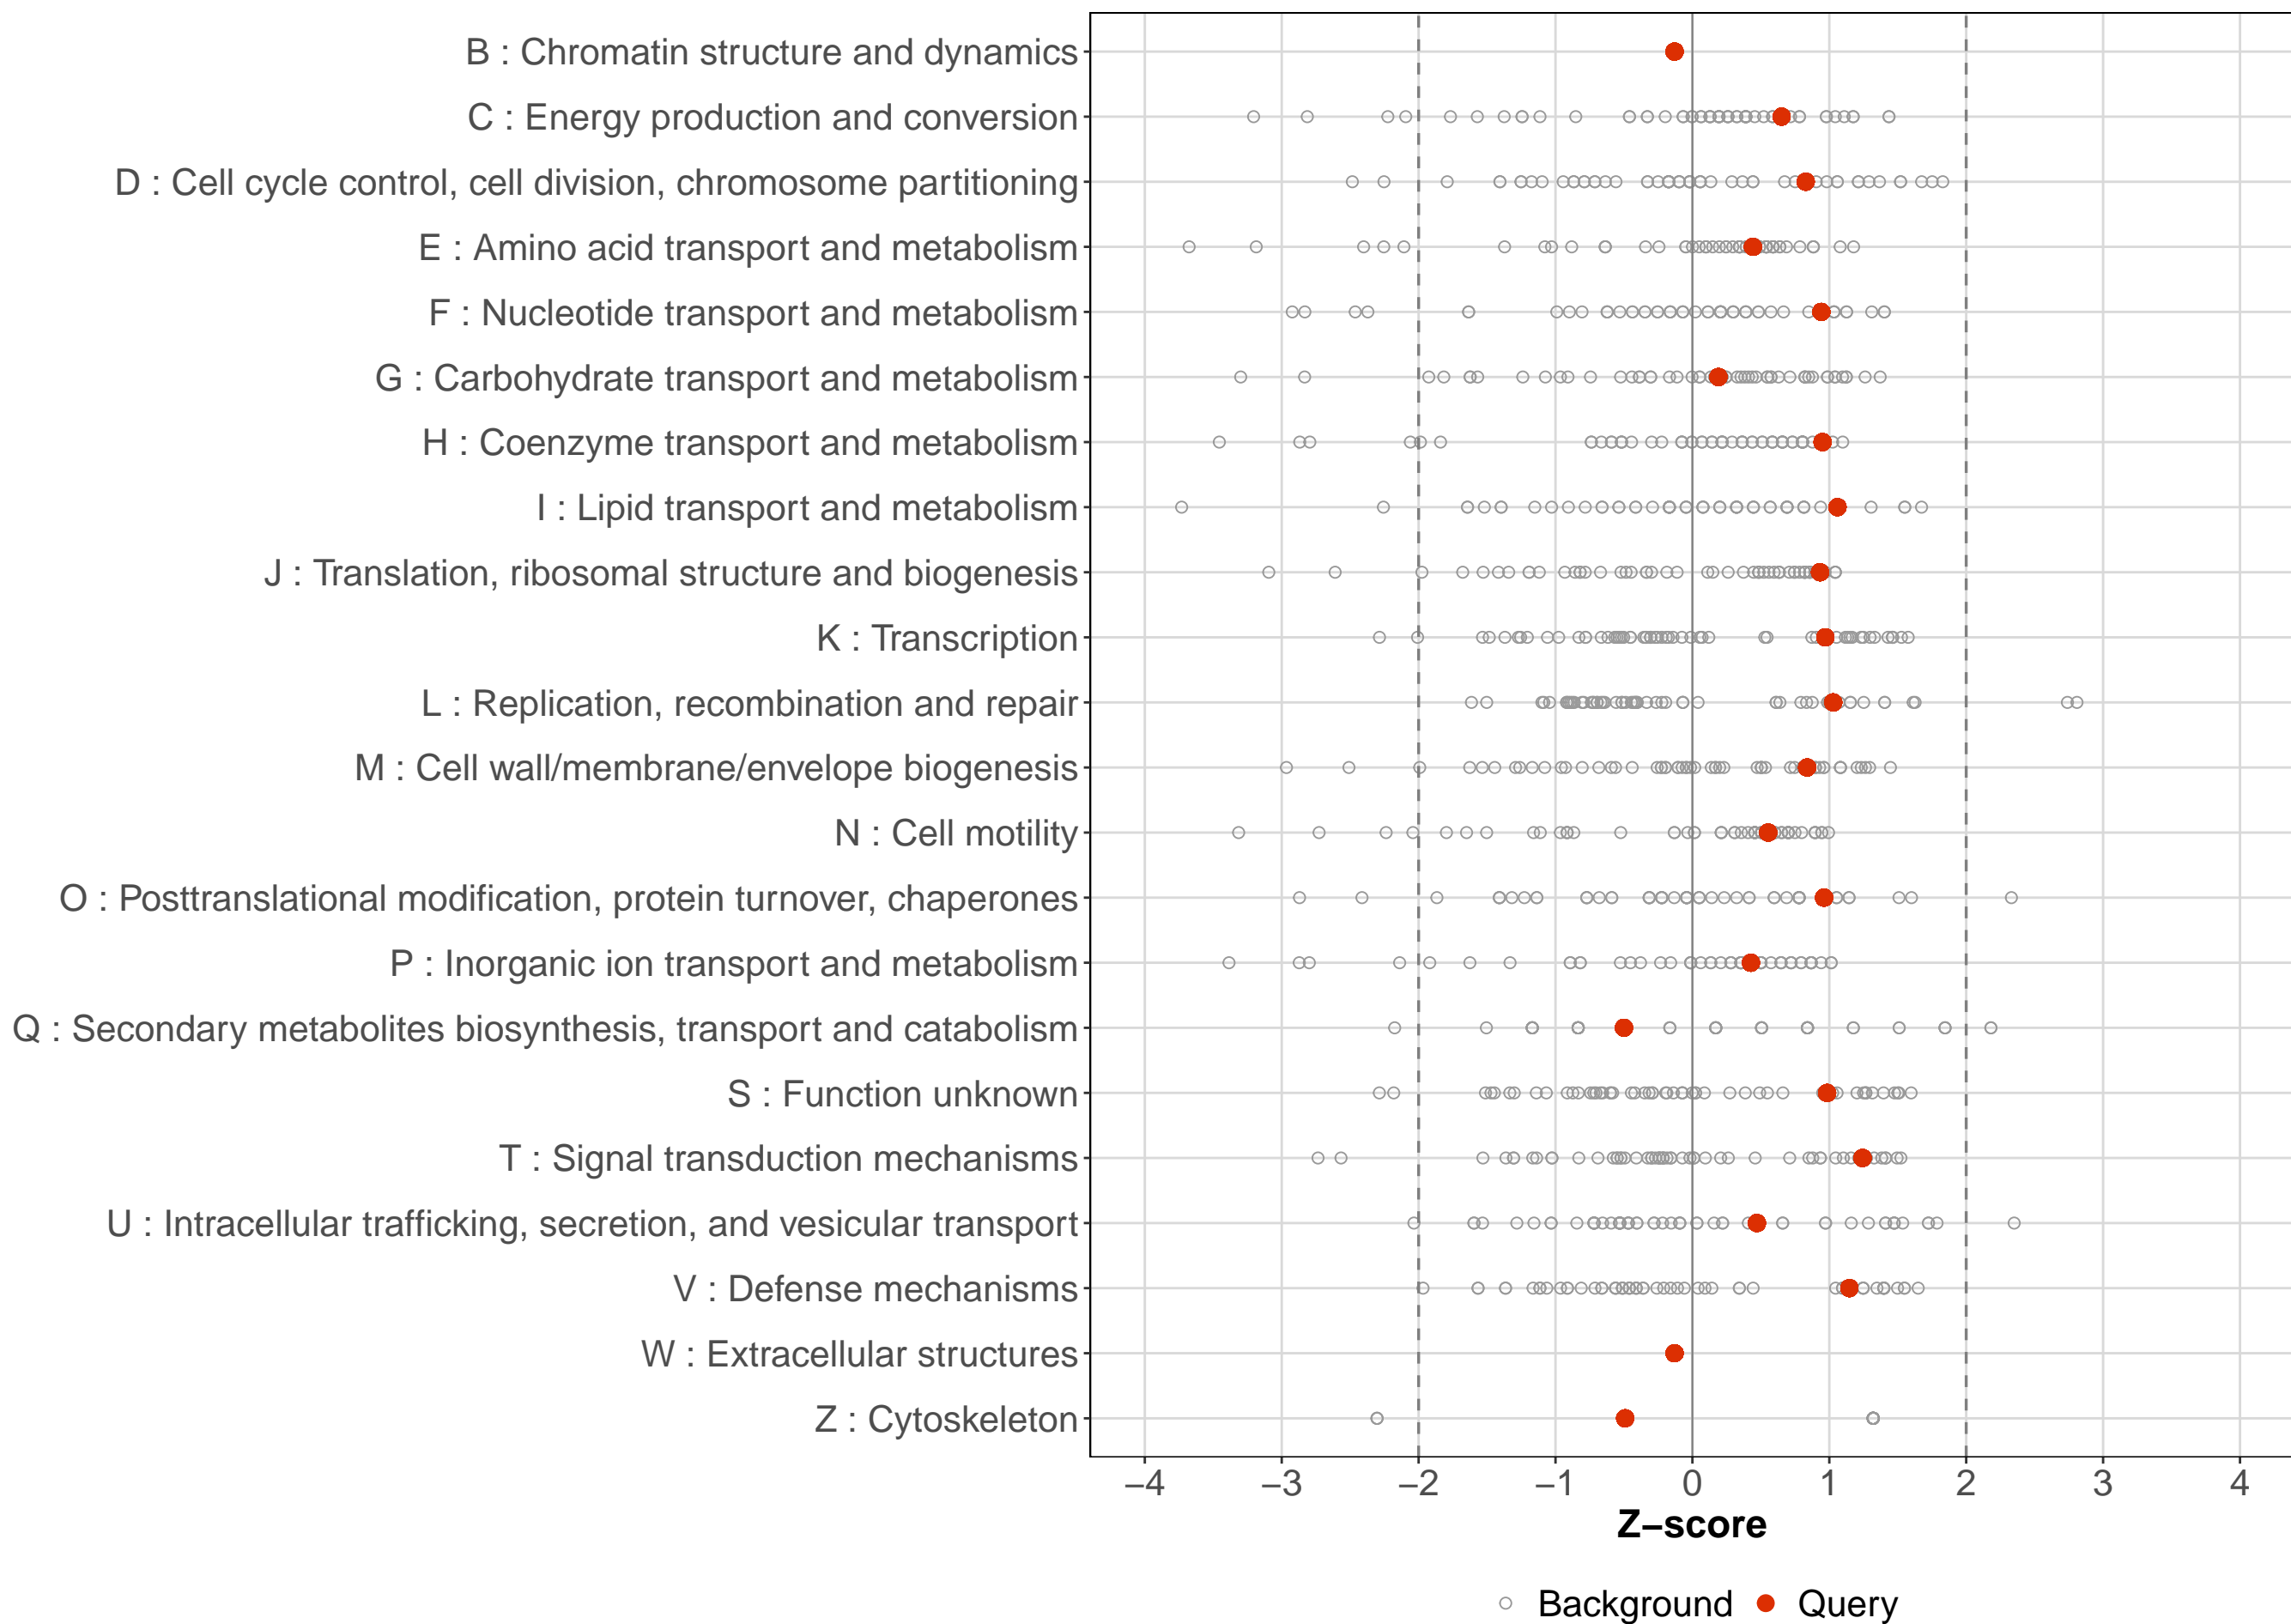 B : Chromatin structure and dynamics
C : Energy production and conversion
D : Cell cycle control, cell division, chromosome partitioning
E : Amino acid transport and metabolism
F : Nucleotide transport and metabolism
G : Carbohydrate transport and metabolism
H : Coenzyme transport and metabolism
I : Lipid transport and metabolism
J : Translation, ribosomal structure and biogenesis
K : Transcription
L : Replication, recombination and repair
M : Cell wall/membrane/envelope biogenesis
N : Cell motility
O : Posttranslational modification, protein turnover, chaperones
P : Inorganic ion transport and metabolism
Q : Secondary metabolites biosynthesis, transport and catabolism
S : Function unknown
T : Signal transduction mechanisms
U : Intracellular trafficking, secretion, and vesicular transport
V : Defense mechanisms
W : Extracellular structures
Z : Cytoskeleton
−4 −3 −2 −1 0 1 2 3 4
Z−score
Background Query